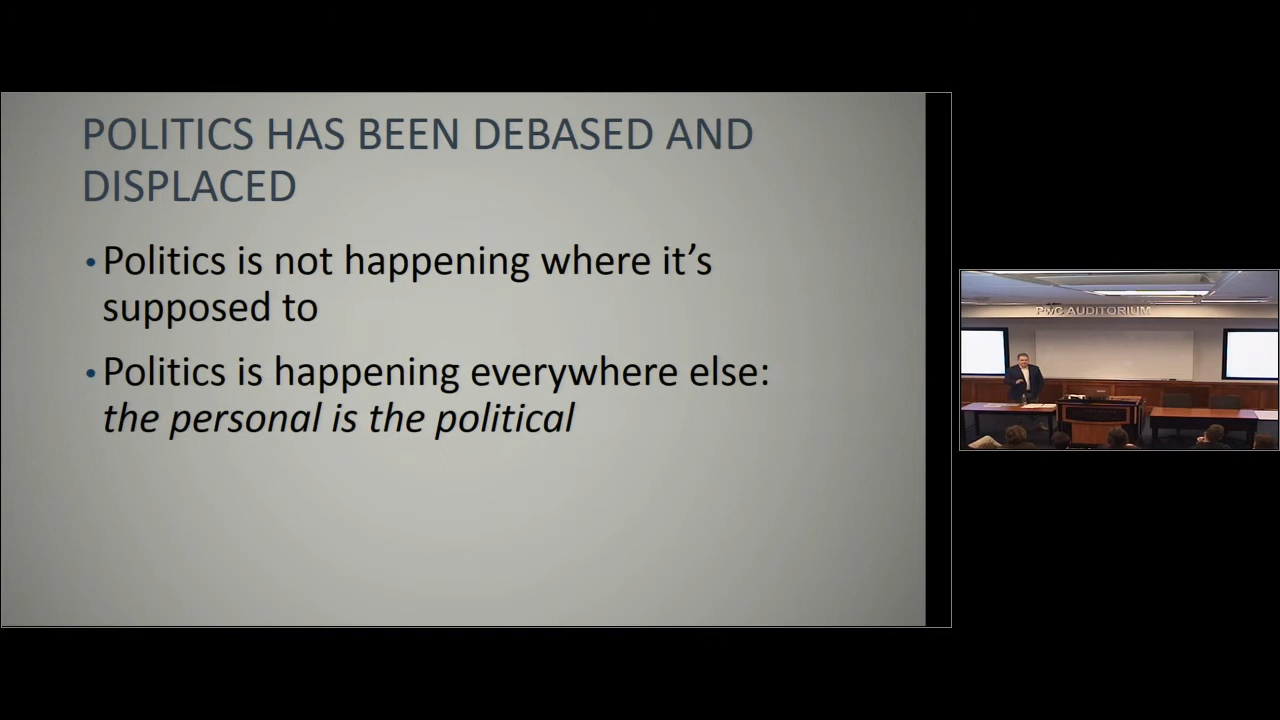 POLITICS HAS BEEN DEBASED AND
DISPLACED
• Politics is not happening where it’s
supposed to
• Politics is happening everywhere else:
the personal is the political
PwC AUDITORIUM